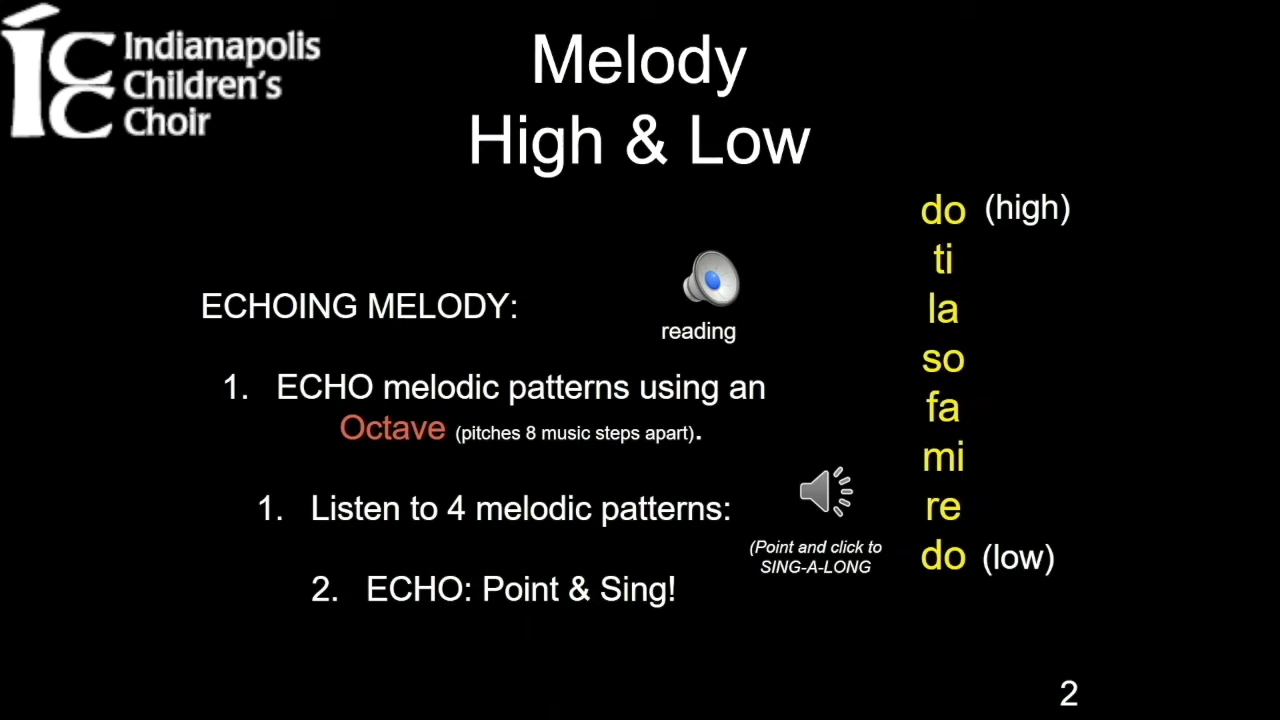 Indianapolis
Children's
Choir
Melody
High & Low
do (high)
ti
la
so
fa
mi
re
do (low)
reading
ECHOING MELODY:
1. ECHO melodic patterns using an
Octave (pitches 8 music steps apart).
1. Listen to 4 melodic patterns:
(Point and click to
SING-A-LONG
2. ECHO: Point & Sing!
2